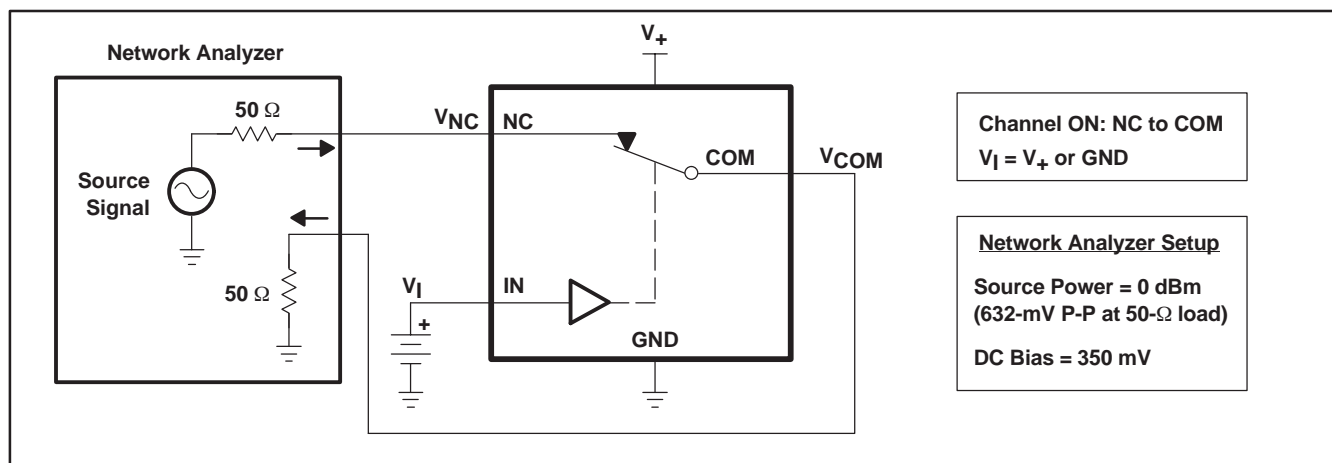 Network Analyzer
50 Ω
Source
Signal
50 Ω
V+
VNC
NC
COM
VCOM
VI
IN
+
GND
Channel ON: NC to COM
VI = V+ or GND
Network Analyzer Setup
Source Power = 0 dBm
(632-mV P-P at 50-Ω load)
DC Bias = 350 mV